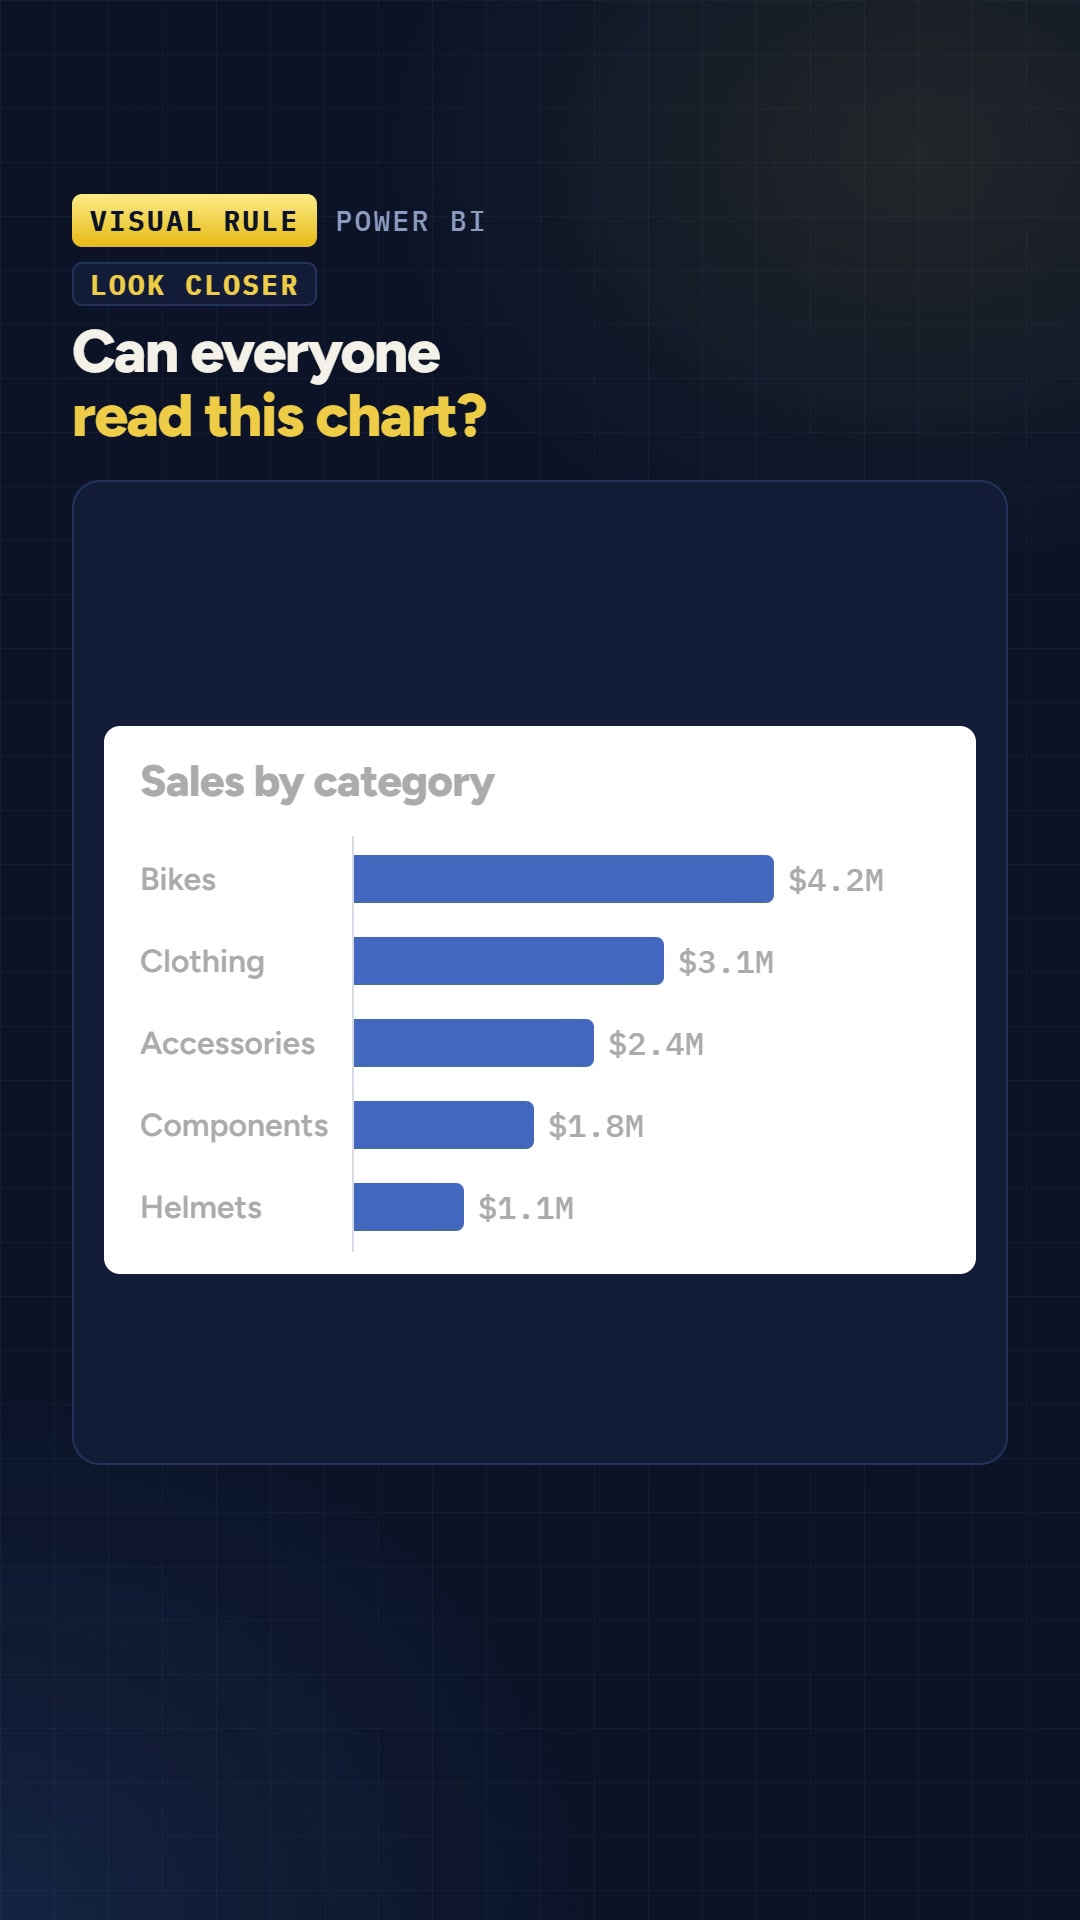 VISUAL RULE POWER BI
LOOK CLOSER
Can everyone
read this chart?
Sales by category
Bikes $4.2M
Clothing $3.1M
Accessories $2.4M
Components $1.8M
Helmets $1.1M